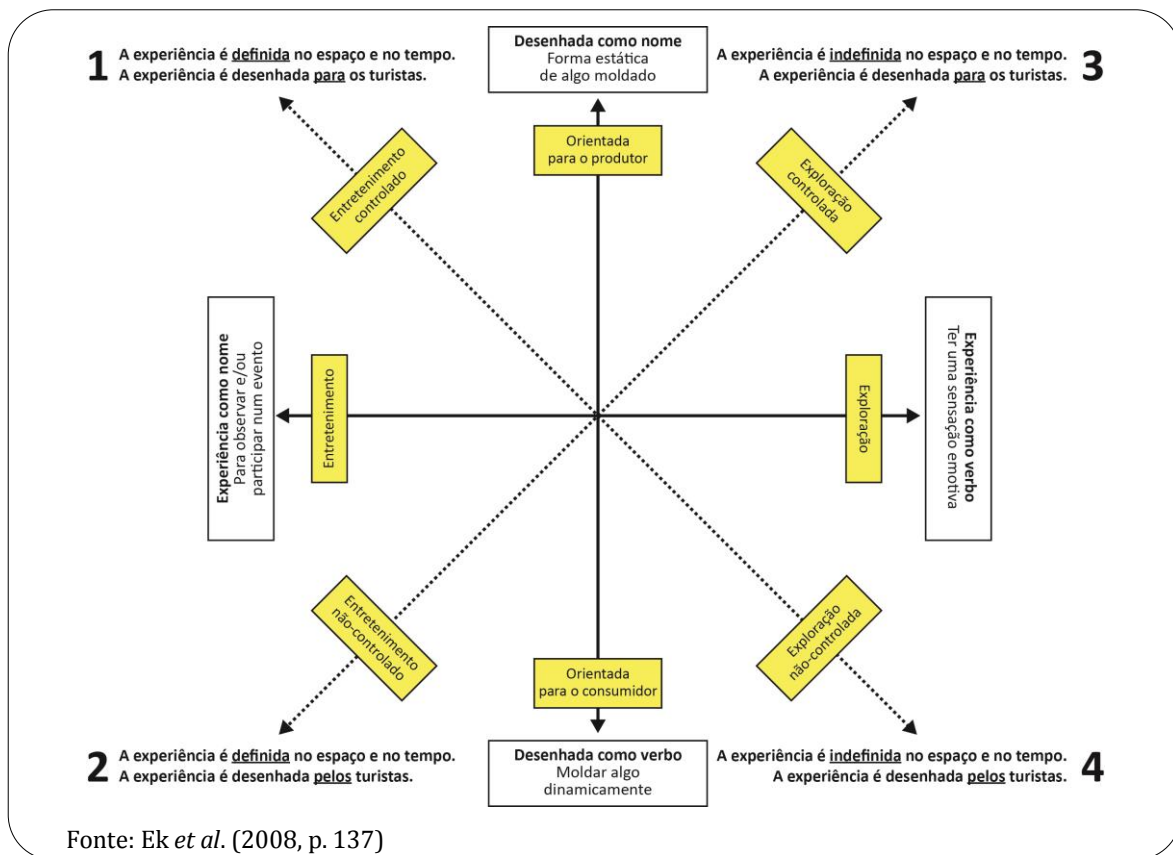 1
A experiência é definida no espaço e no tempo.
A experiência é desenhada para os turistas.
Desenhada como nome
Forma estática
de algo moldado
A experiência é indefinida no espaço e no tempo.
A experiência é desenhada para os turistas.
3
Entretenimento
controlado
Orientada
para o produtor
Exploração
controlada
Experiência como nome
Para observar e/ou
participar num evento
Entretenimento
Exploração
Experiência como verbo
Ter uma sensação emotiva
Entretenimento
não-controlado
Orientada
para o consumidor
Exploração
não-controlada
2
A experiência é definida no espaço e no tempo.
A experiência é desenhada pelos turistas.
Desenhada como verbo
Moldar algo
dinamicamente
A experiência é indefinida no espaço e no tempo.
A experiência é desenhada pelos turistas.
4
Fonte: Ek et al. (2008, p. 137)